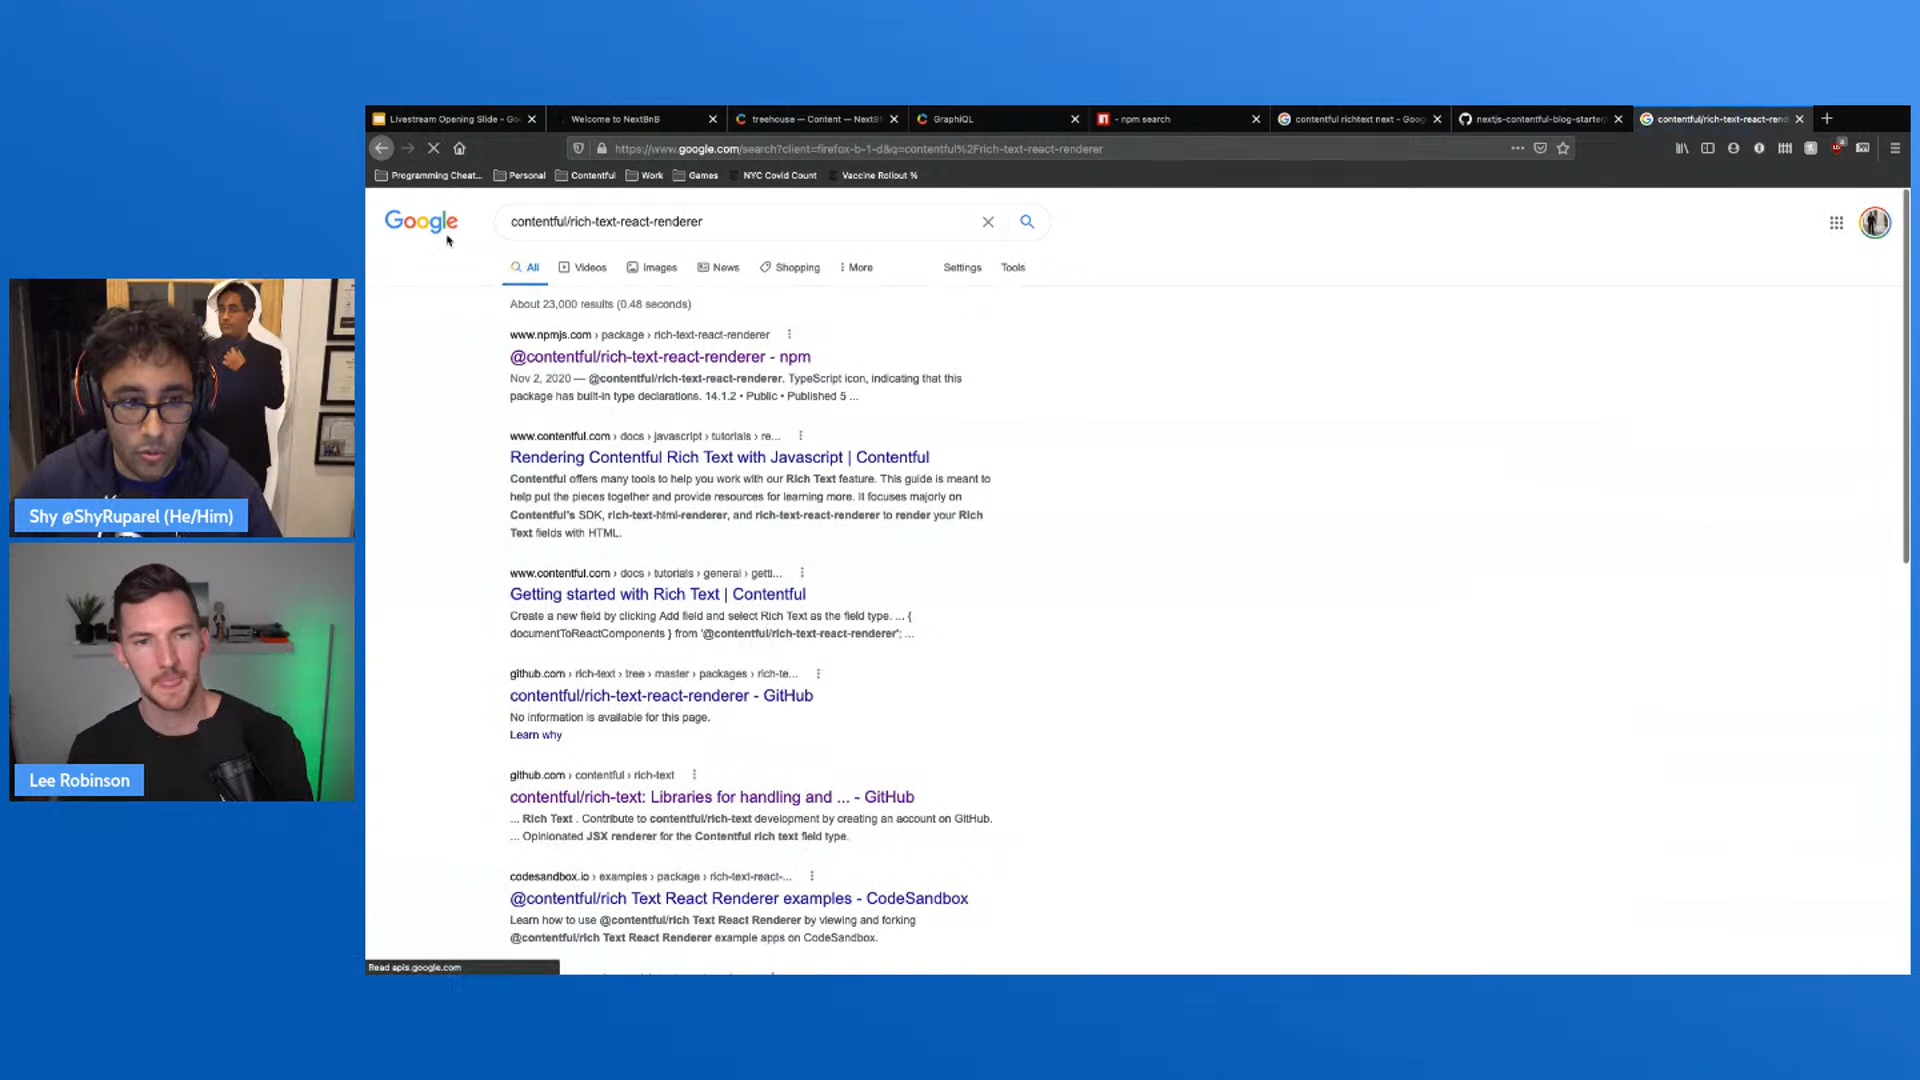 Livestream Opening Slide - Goo
Welcome to NextBnB
treehouse — Content — NextB
GraphiQL
- npm search
contentful richtext next - Goog
nextjs-contentful-blog-starter/
contentful/rich-text-react-rend
https://www.google.com/search?client=firefox-b-1-d&q=contentful%2Frich-text-react-renderer
Programming Cheat...
Personal
Contentful
Work
Games
NYC Covid Count
Vaccine Rollout %
Google
contentful/rich-text-react-renderer
All
Videos
Images
News
Shopping
More
Settings
Tools
About 23,000 results (0.48 seconds)
www.npmjs.com › package › rich-text-react-renderer
@contentful/rich-text-react-renderer - npm
Nov 2, 2020 — @contentful/rich-text-react-renderer. TypeScript icon, indicating that this
package has built-in type declarations. 14.1.2 • Public • Published 5 ...
www.contentful.com › docs › javascript › tutorials › re...
Rendering Contentful Rich Text with Javascript | Contentful
Contentful offers many tools to help you work with our Rich Text feature. This guide is meant to
help put the pieces together and provide resources for learning more. It focuses majorly on
Contentful's SDK, rich-text-html-renderer, and rich-text-react-renderer to render your Rich
Text fields with HTML.
www.contentful.com › docs › tutorials › general › getti...
Getting started with Rich Text | Contentful
Create a new field by clicking Add field and select Rich Text as the field type. ... {
documentToReactComponents } from '@contentful/rich-text-react-renderer'; ...
github.com › rich-text › tree › master › packages › rich-te...
contentful/rich-text-react-renderer - GitHub
No information is available for this page.
Learn why
github.com › contentful › rich-text
contentful/rich-text: Libraries for handling and ... - GitHub
... Rich Text . Contribute to contentful/rich-text development by creating an account on GitHub.
... Opinionated JSX renderer for the Contentful rich text field type.
codesandbox.io › examples › package › rich-text-react-...
@contentful/rich Text React Renderer examples - CodeSandbox
Learn how to use @contentful/rich Text React Renderer by viewing and forking
@contentful/rich Text React Renderer example apps on CodeSandbox.
Read apis.google.com
Shy @ShyRuparel (He/Him)
Lee Robinson